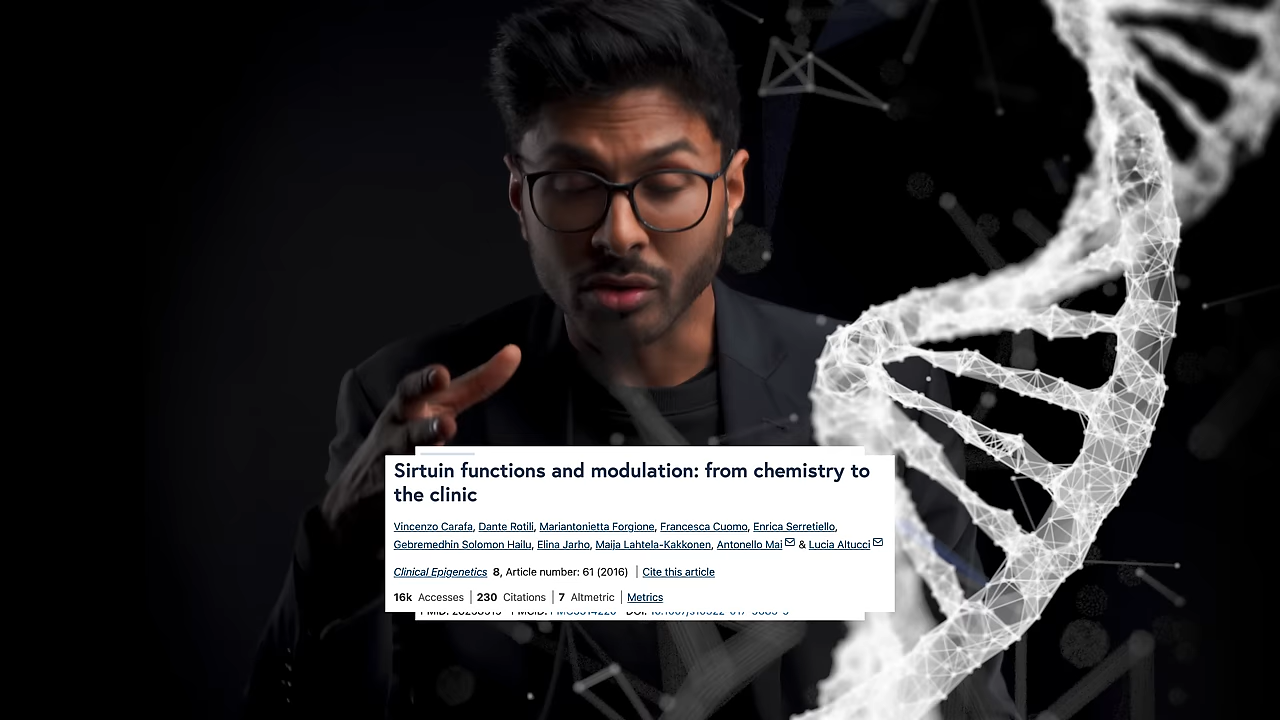 Sirtuin functions and modulation: from chemistry to
the clinic
Vincenzo Carafa, Dante Rotili, Mariantonietta Forgione, Francesca Cuomo, Enrica Serretiello,
Gebremedhin Solomon Hailu, Elina Jarho, Maija Lahtela-Kakkonen, Antonello Mai & Lucia Altucci
Clinical Epigenetics 8, Article number: 61 (2016) | Cite this article
16k Accesses | 230 Citations | 7 Altmetric | Metrics